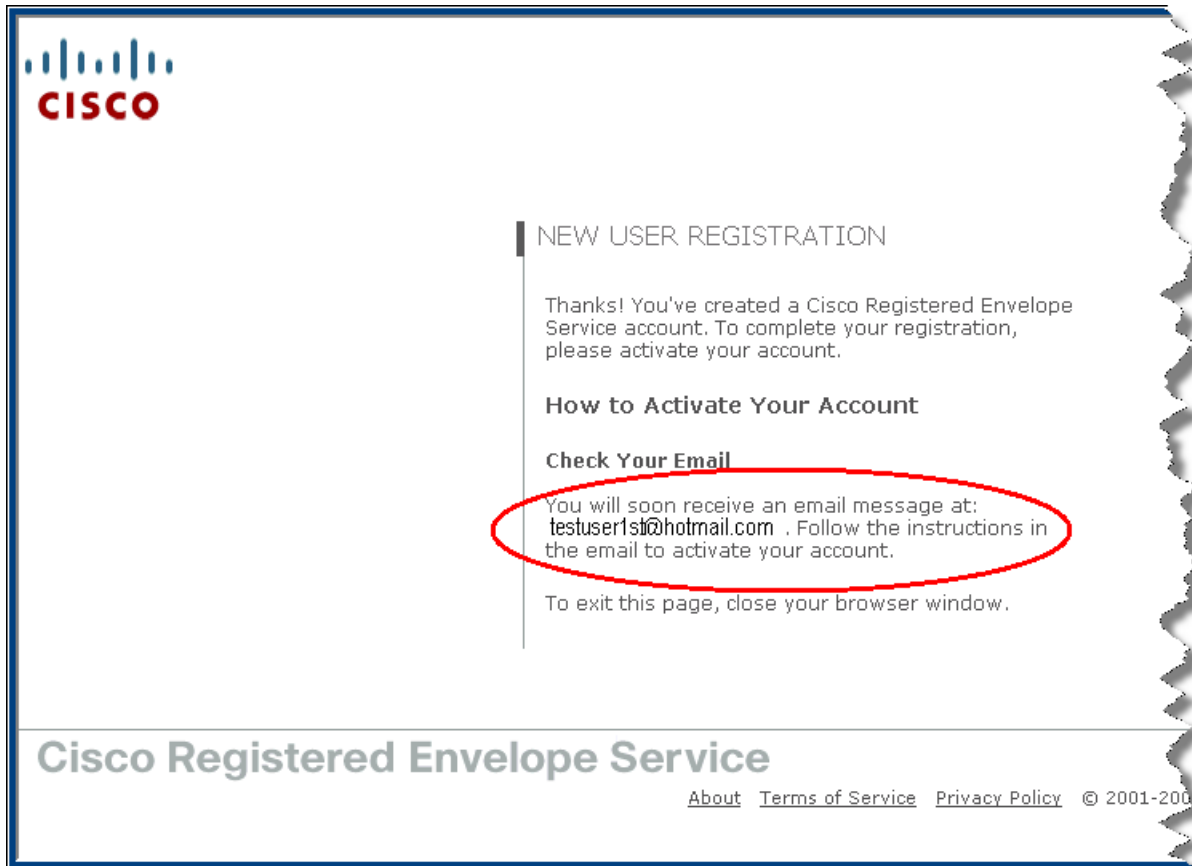 CISCO
NEW USER REGISTRATION
Thanks! You've created a Cisco Registered Envelope
Service account. To complete your registration,
please activate your account.
How to Activate Your Account
Check Your Email
You will soon receive an email message at:
testuser1st@hotmail.com . Follow the instructions in
the email to activate your account.
To exit this page, close your browser window.
Cisco Registered Envelope Service
About Terms of Service Privacy Policy © 2001-200